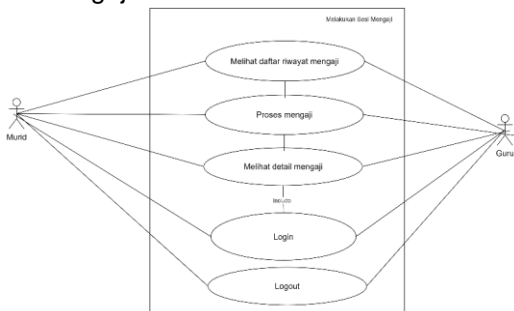 Melakukan Sesi Mengaji
Melihat daftar riwayat mengaji
Proses mengaji
Murid
Guru
Melihat detail mengaji
Login
Logout